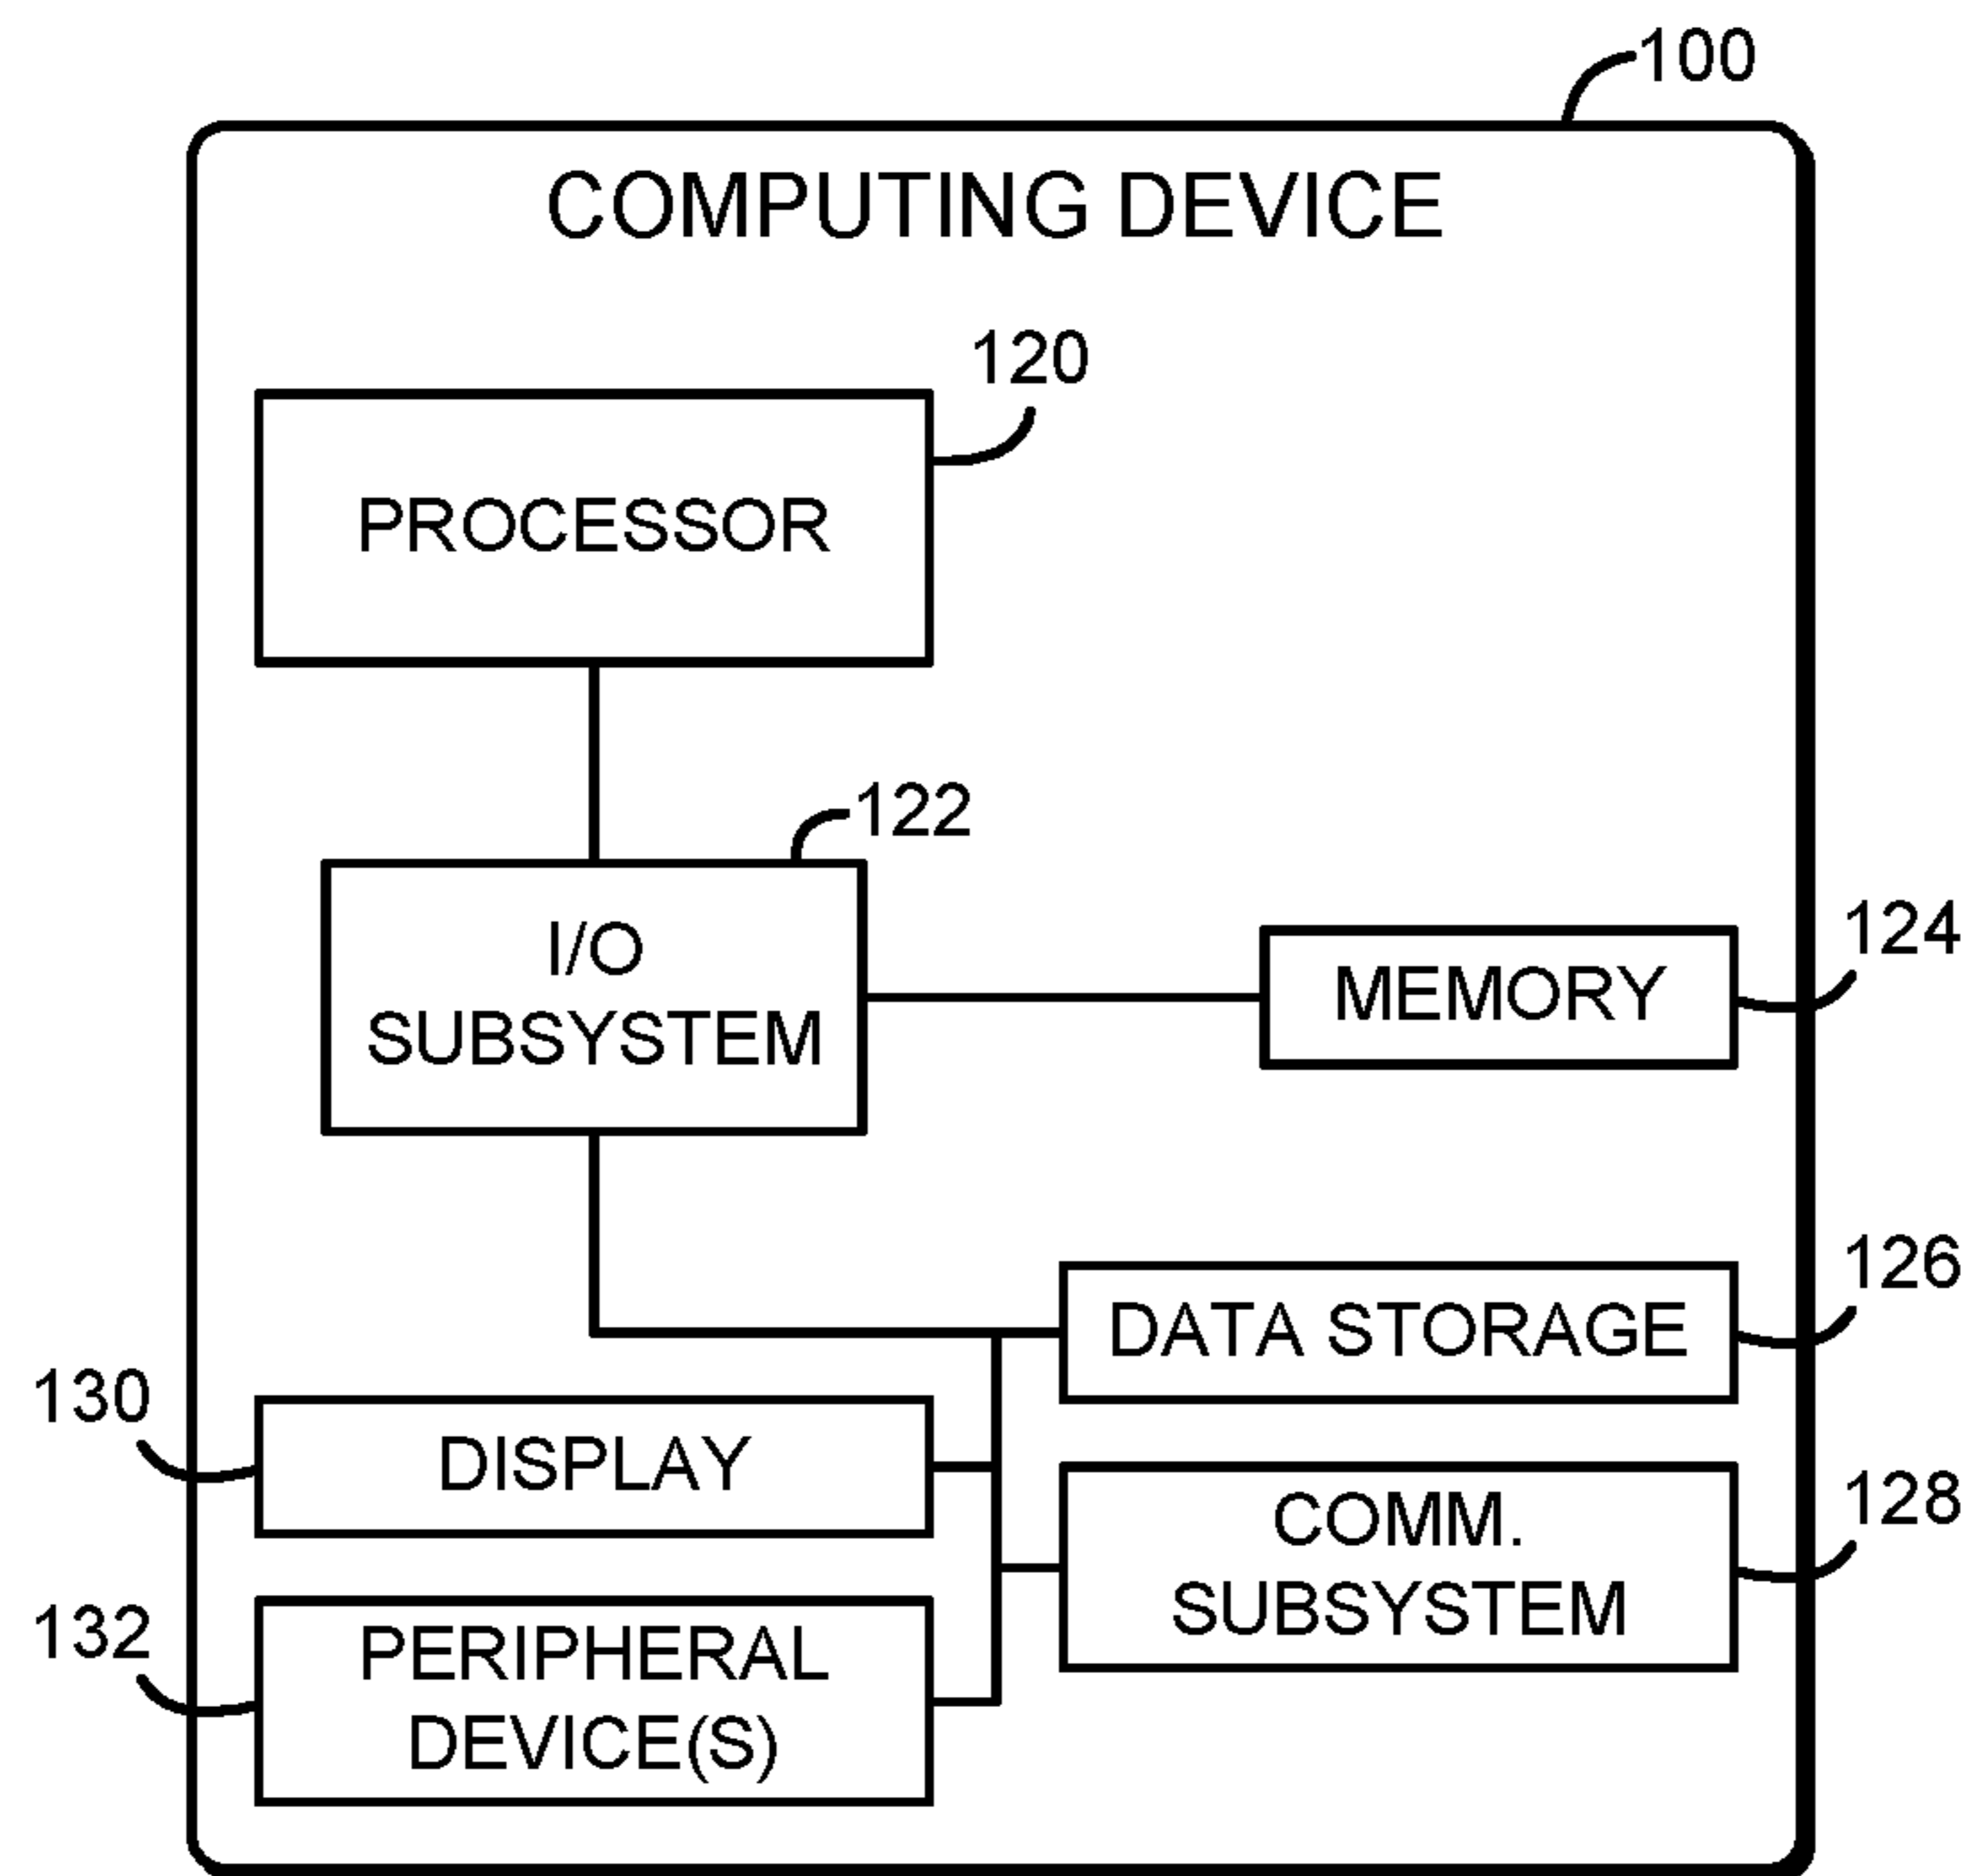 100
COMPUTING DEVICE
120
PROCESSOR
122
I/O
SUBSYSTEM
124
MEMORY
126
DATA STORAGE
130
DISPLAY
128
COMM.
SUBSYSTEM
132
PERIPHERAL
DEVICE(S)